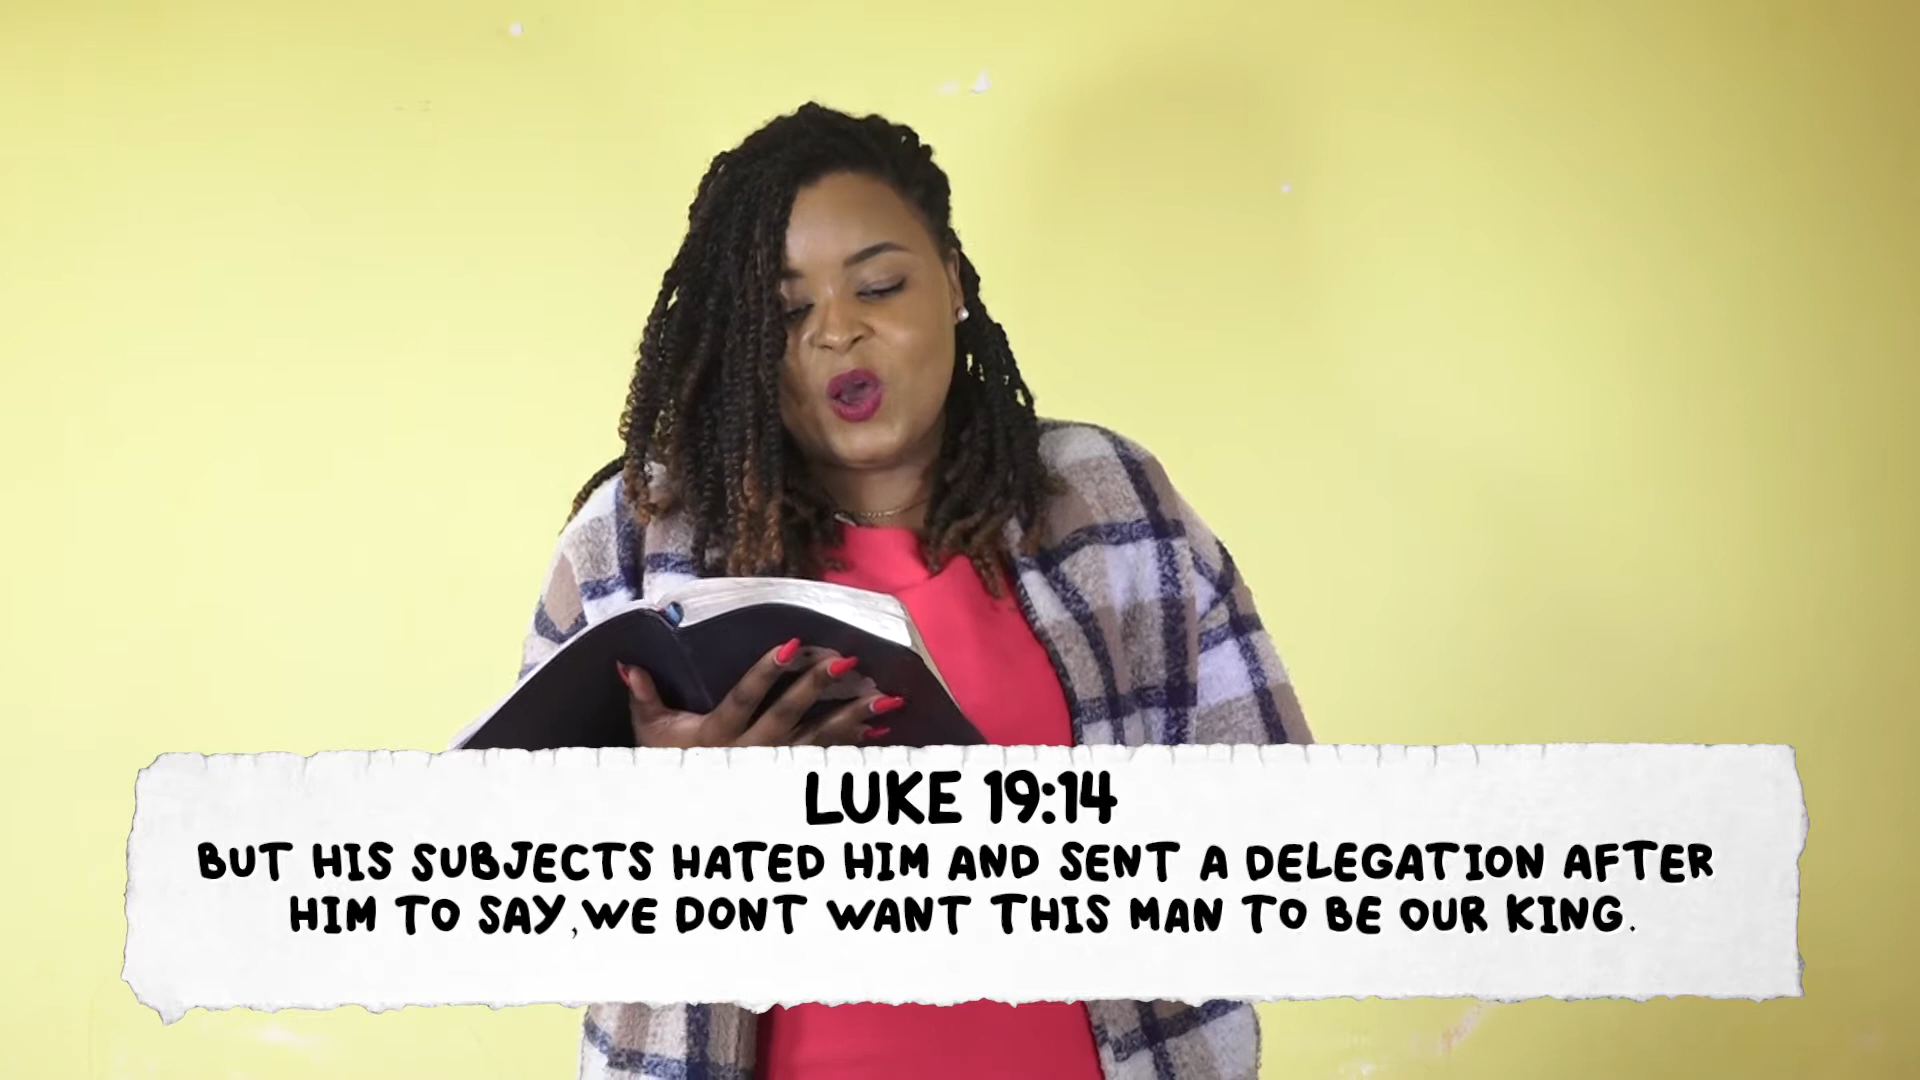 LUKE 19:14
BUT HIS SUBJECTS HATED HIM AND SENT A DELEGATION AFTER
HIM TO SAY,WE DONT WANT THIS MAN TO BE OUR KING.